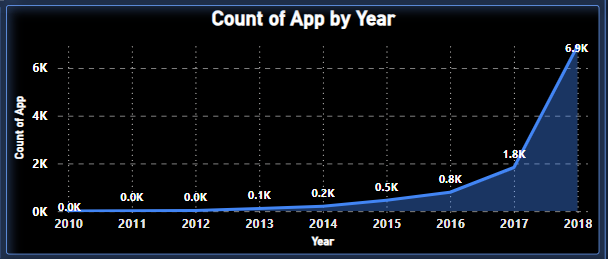 Count of App by Year
Count of App
6K
4K
2K
0K
0.0K
0.0K
0.0K
0.1K
0.2K
0.5K
0.8K
1.8K
6.9K
2010 2011 2012 2013 2014 2015 2016 2017 2018
Year